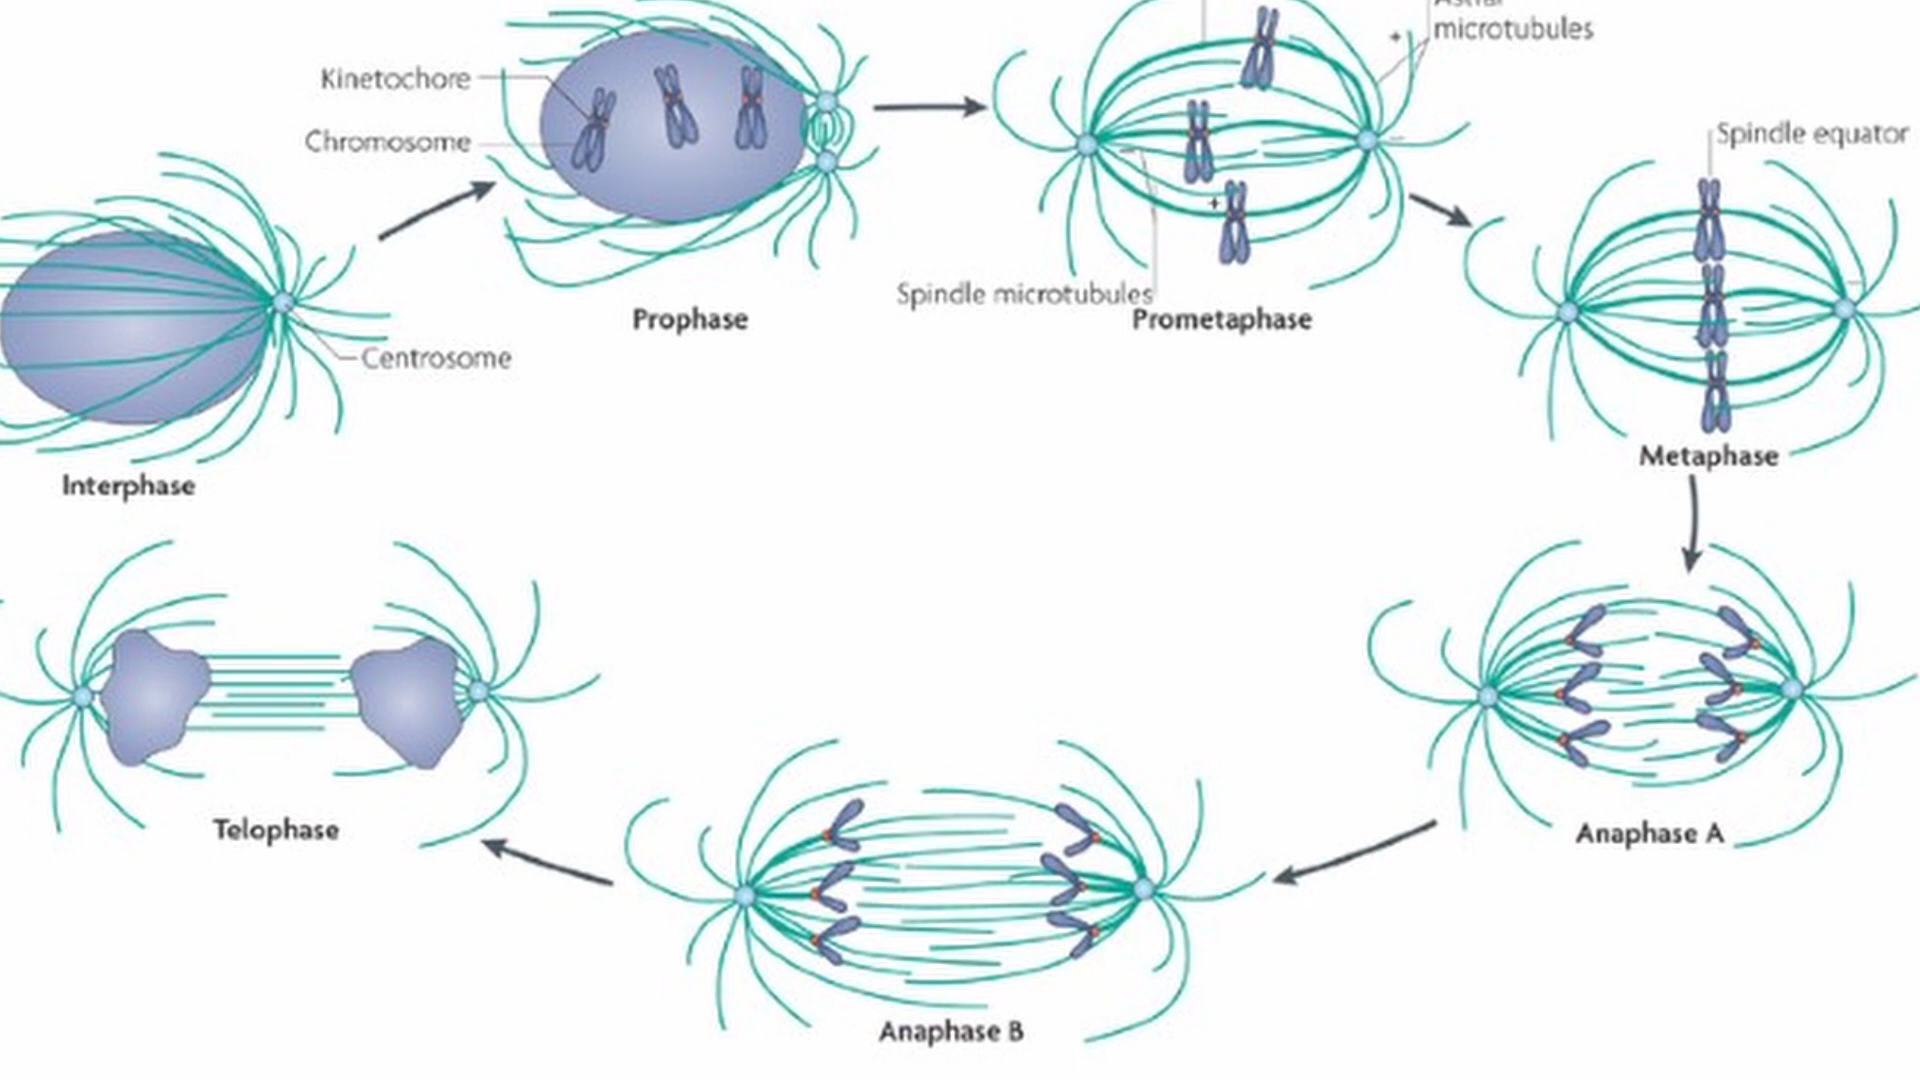 microtubules
+
Kinetochore
Spindle equator
Chromosome
+
Spindle microtubules
Prophase
Prometaphase
Centrosome
Metaphase
Interphase
Telophase
Anaphase A
Anaphase B